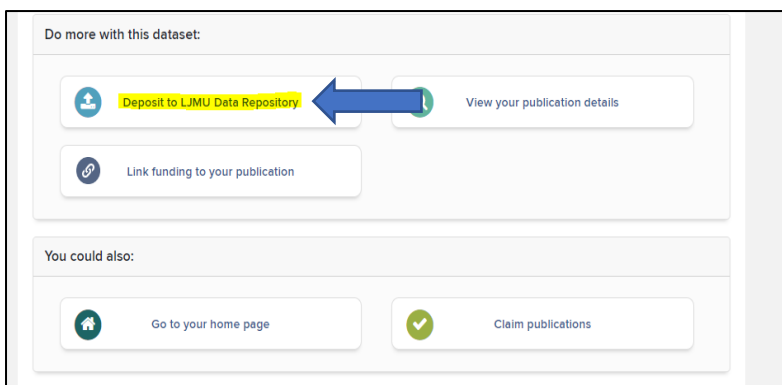 Do more with this dataset:
Deposit to LJMU Data Repository
View your publication details
Link funding to your publication
You could also:
Go to your home page
Claim publications